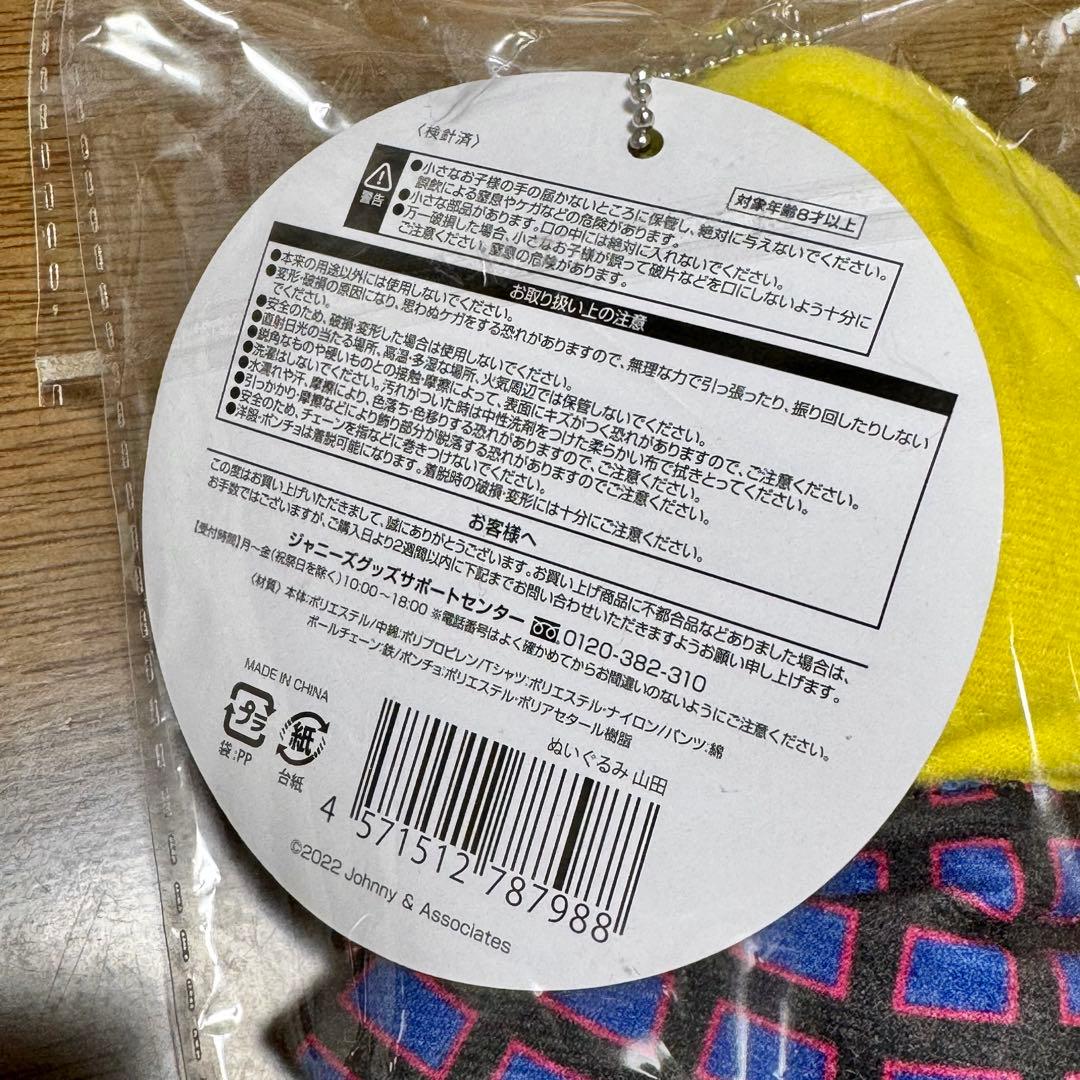 〈検針済〉
対象年齢8才以上
警告
●小さなお子様の手の届かないところに保管し、絶対に与えないでください。
誤飲による窒息やケガなどの危険があります。
●小さな部品があります。口の中には絶対に入れないでください。
●万一破損した場合、小さなお子様が誤って破片などを口にしないよう十分に
ご注意ください。窒息の危険があります。
お取り扱い上の注意
●本来の用途以外には使用しないでください。
●変形・破損の原因になり、思わぬケガをする恐れがありますので、無理な力で引っ張ったり、振り回したりしない
でください。
●安全のため、破損・変形した場合は使用しないでください。
●直射日光の当たる場所、高温・多湿な場所、火気周辺では保管しないでください。
●鋭角なものや硬いものとの接触・摩擦によって、表面にキズがつく恐れがありますので、ご注意ください。
●洗濯はしないでください。汚れがついた時は中性洗剤をつけた柔らかい布で拭きとってください。
●水濡れや汗、摩擦により、色落ち・色移りする恐れがありますので、ご注意ください。
●引っかかり・摩擦などにより飾り部分が脱落する恐れがありますのでご注意ください。
●安全のため、チェーンを指などに巻きつけないでください。
●洋服・ポンチョは着脱可能になります。着脱時の破損・変形には十分にご注意ください。
お客様へ
この度はお買い上げいただきまして、誠にありがとうございます。お買い上げ商品に不都合品などありました場合は、
お手数ではございますが、ご購入日より2週間以内に下記までお問い合わせいただきますようお願い申し上げます。
ジャニーズグッズサポートセンター 0120-382-310
【受付時間】月〜金(祝祭日を除く)10:00〜18:00 ※電話番号はよく確かめてからお間違いのないようにご注意ください。
〈材質〉本体:ポリエステル/中綿:ポリプロピレン/Tシャツ:ポリエステル・ナイロン/パンツ:綿
ボールチェーン:鉄/ポンチョ:ポリエステル・ポリアセタール樹脂
MADE IN CHINA
ぬいぐるみ 山田
プラ
袋:PP
紙
台紙
4 571512 787988
©2022 Johnny & Associates